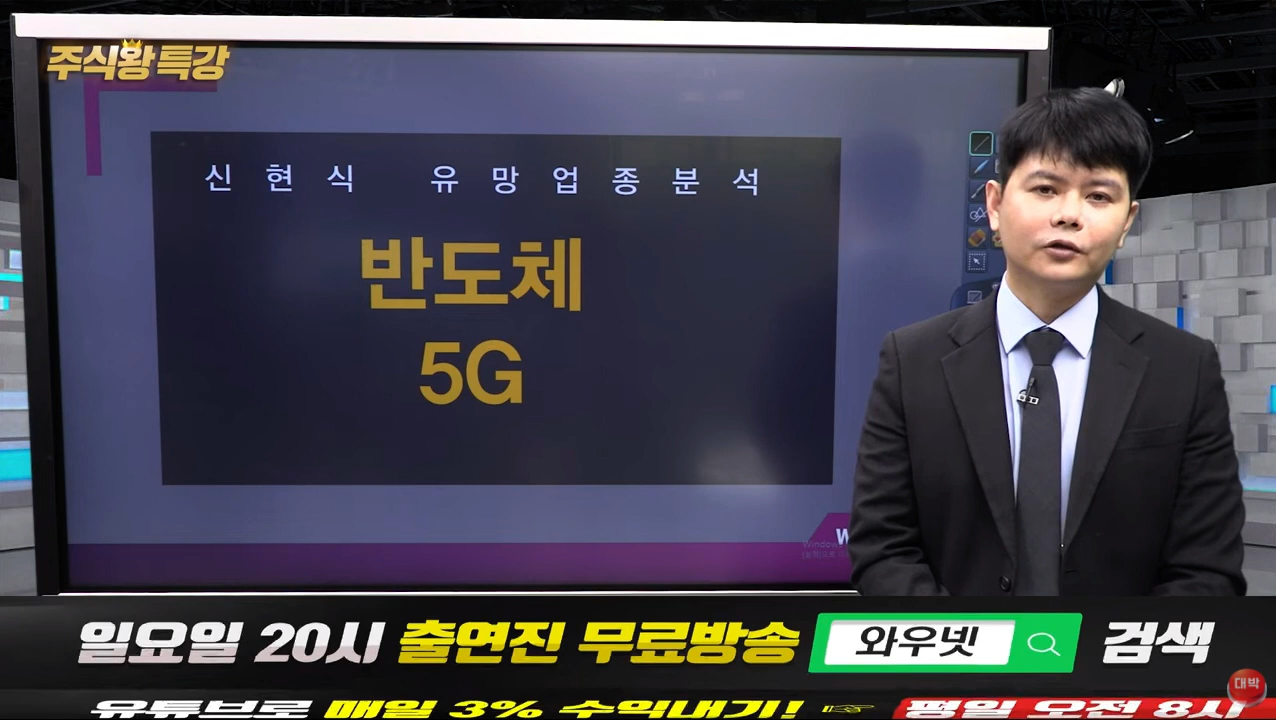 주식왕 특강
신현식 유망업종분석
반도체
5G
W
일요일 20시 출연진 무료방송 와우넷 검색
유튜브로 매일 3% 수익내기! 평일 오전 8시
대박